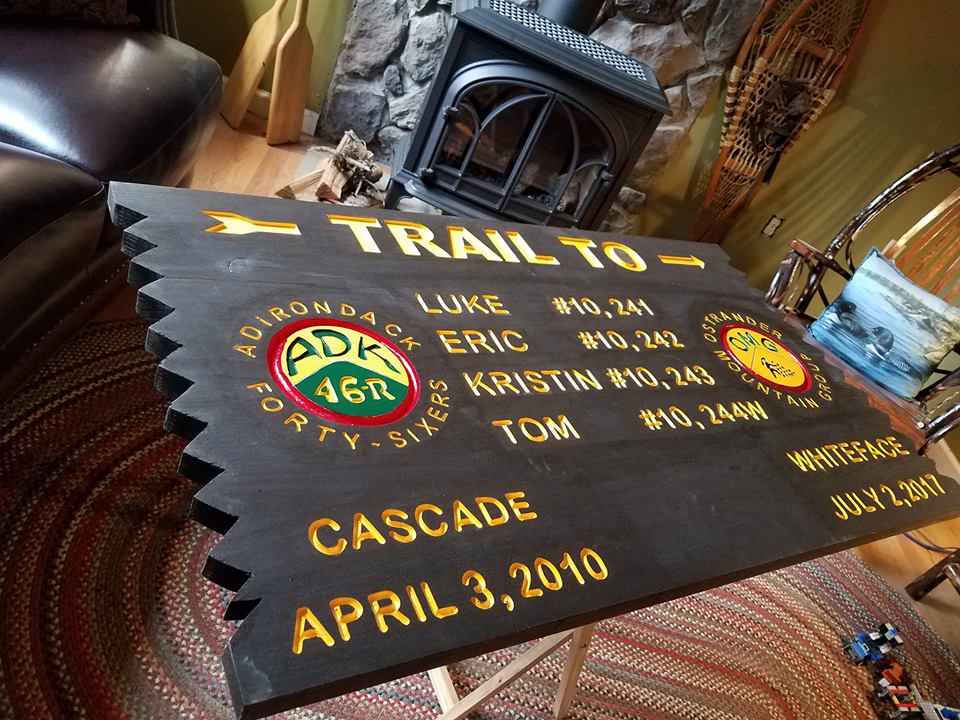 TRAIL TO
LUKE #10,241
ERIC #10,242
KRISTIN #10,243
TOM #10,244W
ADIRONDACK
ADK
46-R
FORTY-SIXERS
OSTRANDER
OMG
MOUNTAIN GROUP
CASCADE
APRIL 3, 2010
WHITEFACE
JULY 2, 2017